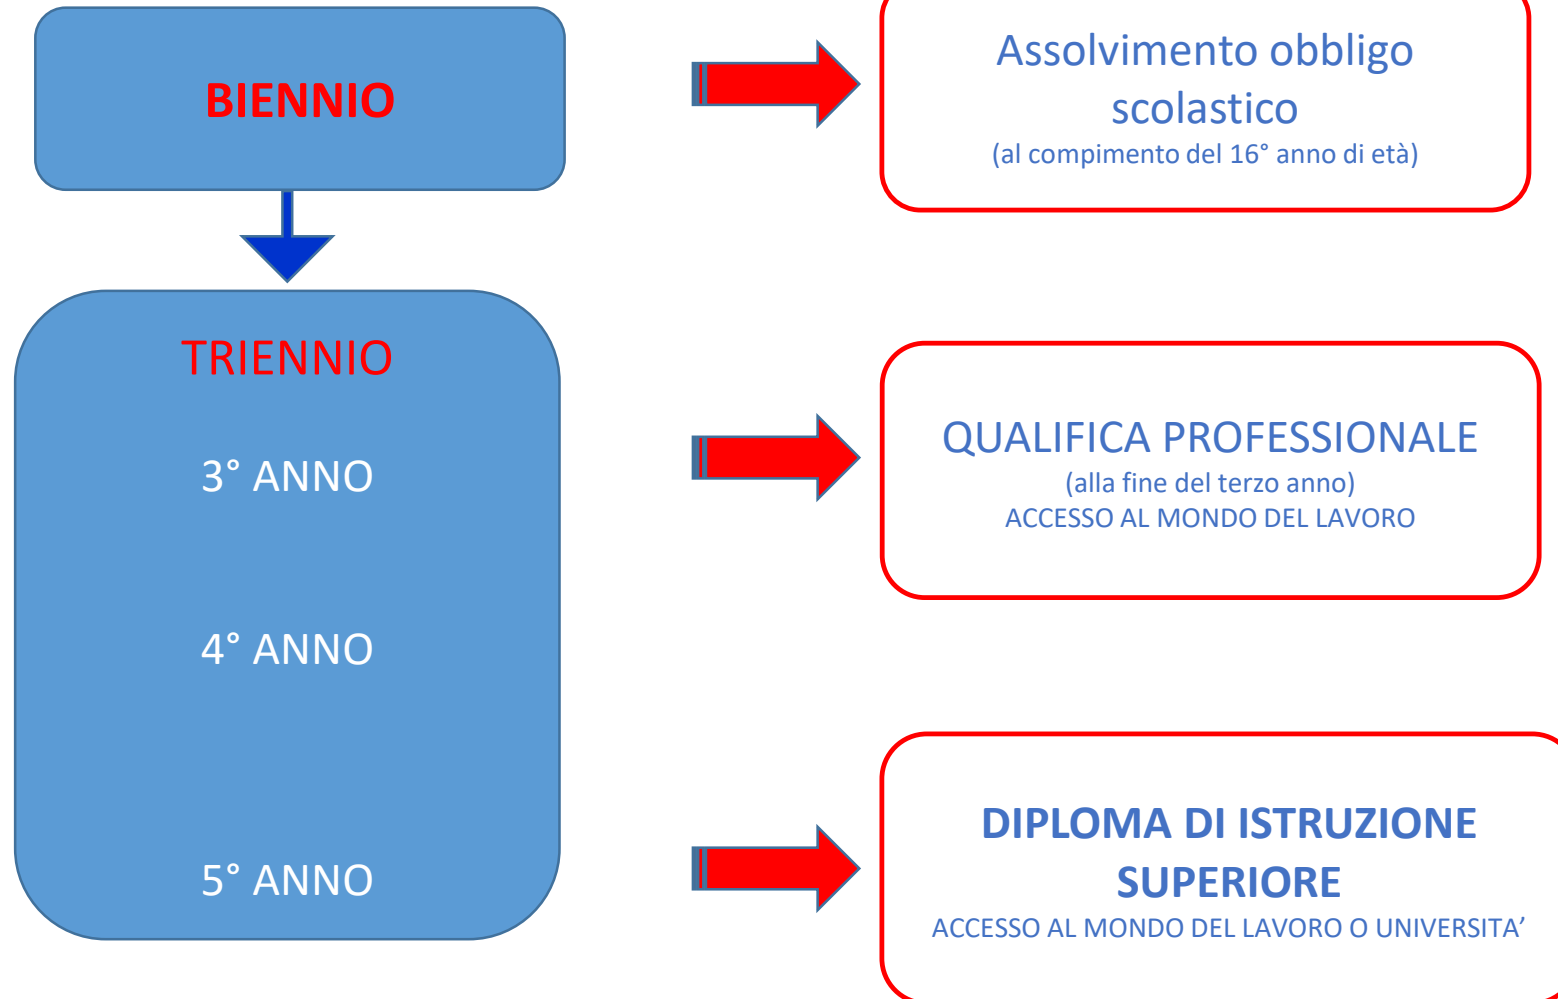 BIENNIO
Assolvimento obbligo
scolastico
(al compimento del 16° anno di età)
TRIENNIO
3° ANNO
QUALIFICA PROFESSIONALE
(alla fine del terzo anno)
ACCESSO AL MONDO DEL LAVORO
4° ANNO
5° ANNO
DIPLOMA DI ISTRUZIONE
SUPERIORE
ACCESSO AL MONDO DEL LAVORO O UNIVERSITA’